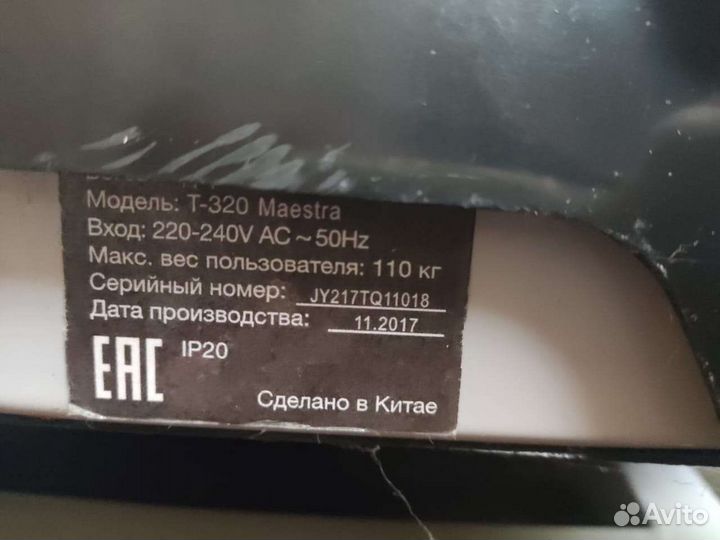 Модель: T-320 Maestra
Вход: 220-240V AC ~ 50Hz
Макс. вес пользователя: 110 кг
Серийный номер: JY217TQ11018
Дата производства: 11.2017
EAC IP20
Сделано в Китае
Avito